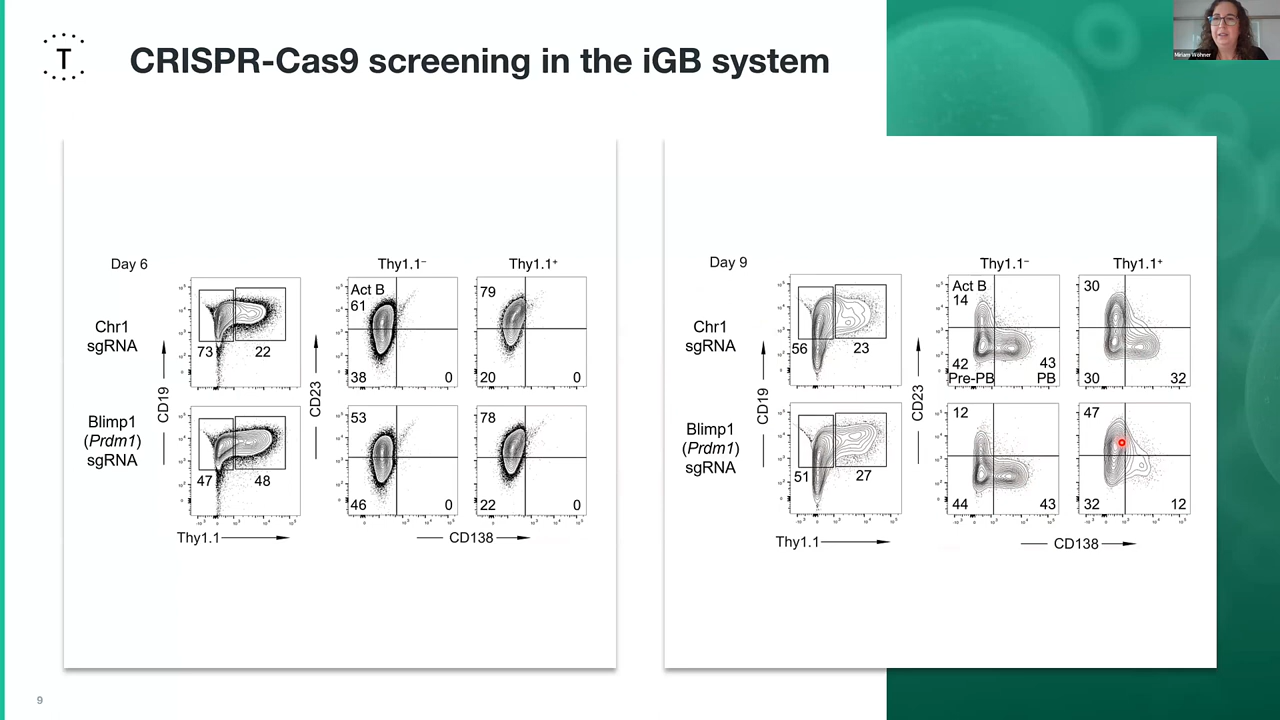 T
CRISPR-Cas9 screening in the iGB system
Miriam Wöhner
Day 6
Thy1.1⁻
Thy1.1⁺
Chr1
sgRNA
Act B
61
79
73
22
38
0
20
0
CD19
CD23
Blimp1
(Prdm1)
sgRNA
53
78
47
48
46
0
22
0
Thy1.1
CD138
Day 9
Thy1.1⁻
Thy1.1⁺
Chr1
sgRNA
Act B
14
30
56
23
42
43
Pre-PB
PB
30
32
CD19
CD23
Blimp1
(Prdm1)
sgRNA
12
47
51
27
44
43
32
12
Thy1.1
CD138
9